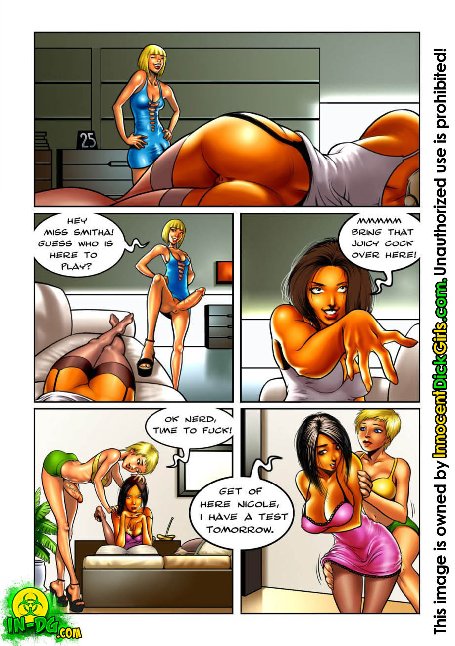 25
HEY
MISS SMITHA!
GUESS WHO IS
HERE TO
PLAY?
MMMMM
BRING THAT
JUICY COCK
OVER HERE!
OK NERD,
TIME TO FUCK!
GET OF
HERE NICOLE,
I HAVE A TEST
TOMORROW.
This image is owned by InnocentDickGirls.com. Unauthorized use is prohibited!
IN-DG.com